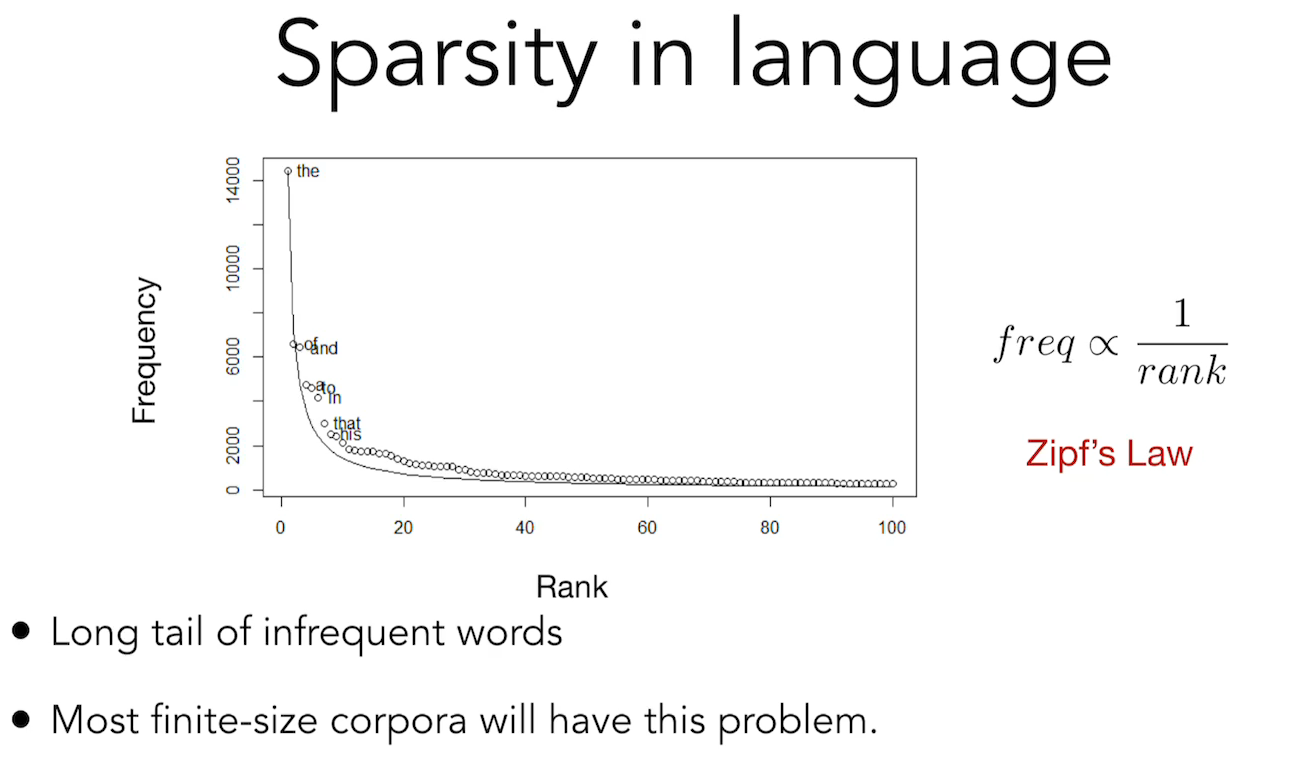 Sparsity in language
Frequency
14000
10000
6000
2000
0
the
of
and
a
to
in
that
his
0 20 40 60 80 100
Rank
freq ∝ 1/rank
Zipf's Law
• Long tail of infrequent words
• Most finite-size corpora will have this problem.